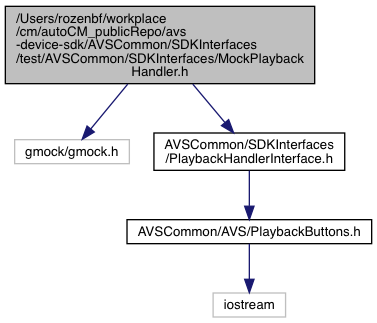 /Users/rozenbf/workplace
/cm/autoCM_publicRepo/avs
-device-sdk/AVSCommon/SDKInterfaces
/test/AVSCommon/SDKInterfaces/MockPlayback
Handler.h
gmock/gmock.h
AVSCommon/SDKInterfaces
/PlaybackHandlerInterface.h
AVSCommon/AVS/PlaybackButtons.h
iostream